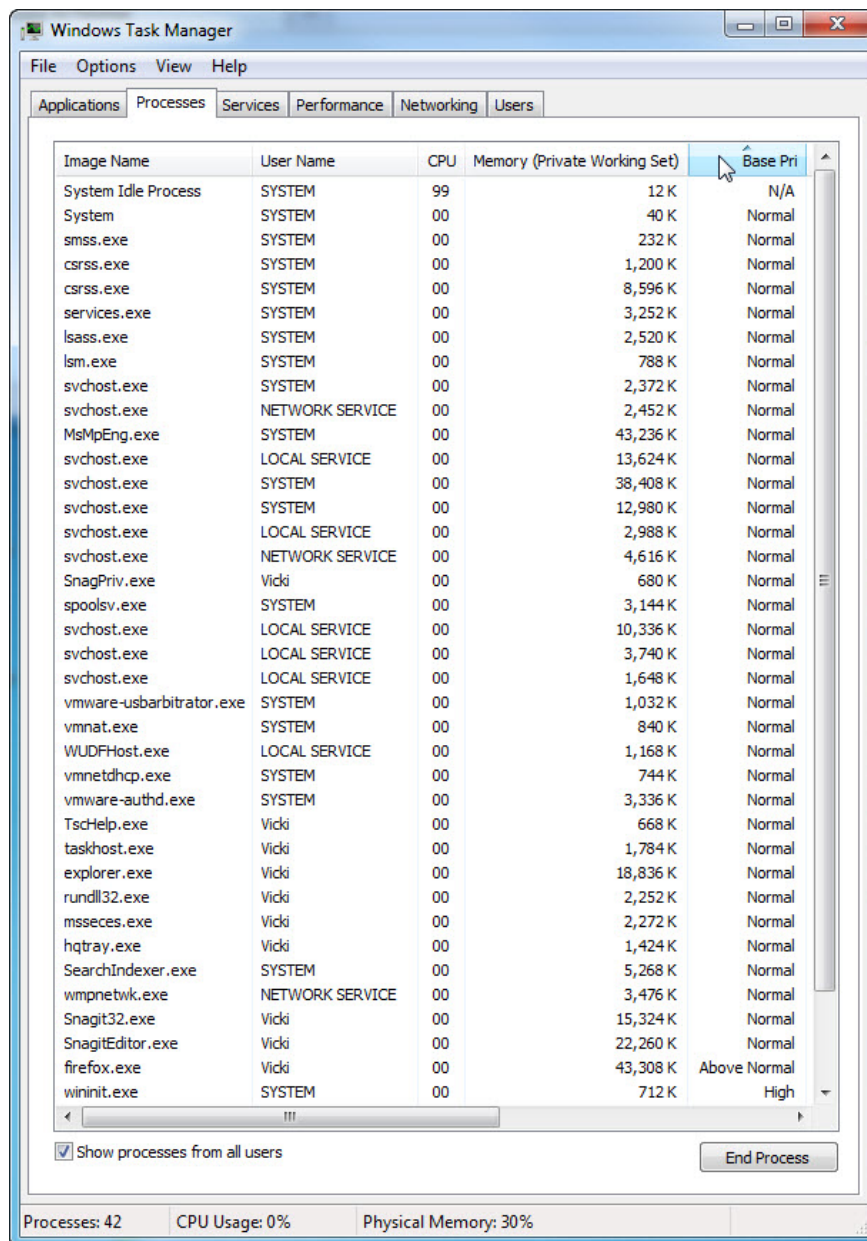 Windows Task Manager
File Options View Help
Applications Processes Services Performance Networking Users
Image Name User Name CPU Memory (Private Working Set) Base Pri
System Idle Process SYSTEM 99 12 K N/A
System SYSTEM 00 40 K Normal
smss.exe SYSTEM 00 232 K Normal
csrss.exe SYSTEM 00 1,200 K Normal
csrss.exe SYSTEM 00 8,596 K Normal
services.exe SYSTEM 00 3,252 K Normal
lsass.exe SYSTEM 00 2,520 K Normal
lsm.exe SYSTEM 00 788 K Normal
svchost.exe SYSTEM 00 2,372 K Normal
svchost.exe NETWORK SERVICE 00 2,452 K Normal
MsMpEng.exe SYSTEM 00 43,236 K Normal
svchost.exe LOCAL SERVICE 00 13,624 K Normal
svchost.exe SYSTEM 00 38,408 K Normal
svchost.exe SYSTEM 00 12,980 K Normal
svchost.exe LOCAL SERVICE 00 2,988 K Normal
svchost.exe NETWORK SERVICE 00 4,616 K Normal
SnagPriv.exe Vicki 00 680 K Normal
spoolsv.exe SYSTEM 00 3,144 K Normal
svchost.exe LOCAL SERVICE 00 10,336 K Normal
svchost.exe LOCAL SERVICE 00 3,740 K Normal
svchost.exe LOCAL SERVICE 00 1,648 K Normal
vmware-usbarbitrator.exe SYSTEM 00 1,032 K Normal
vmnat.exe SYSTEM 00 840 K Normal
WUDFHost.exe LOCAL SERVICE 00 1,168 K Normal
vmnetdhcp.exe SYSTEM 00 744 K Normal
vmware-authd.exe SYSTEM 00 3,336 K Normal
TscHelp.exe Vicki 00 668 K Normal
taskhost.exe Vicki 00 1,784 K Normal
explorer.exe Vicki 00 18,836 K Normal
rundll32.exe Vicki 00 2,252 K Normal
msseces.exe Vicki 00 2,272 K Normal
hqtray.exe Vicki 00 1,424 K Normal
SearchIndexer.exe SYSTEM 00 5,268 K Normal
wmpnetwk.exe NETWORK SERVICE 00 3,476 K Normal
Snagit32.exe Vicki 00 15,324 K Normal
SnagitEditor.exe Vicki 00 22,260 K Normal
firefox.exe Vicki 00 43,308 K Above Normal
wininit.exe SYSTEM 00 712 K High
Show processes from all users
End Process
Processes: 42 CPU Usage: 0% Physical Memory: 30%